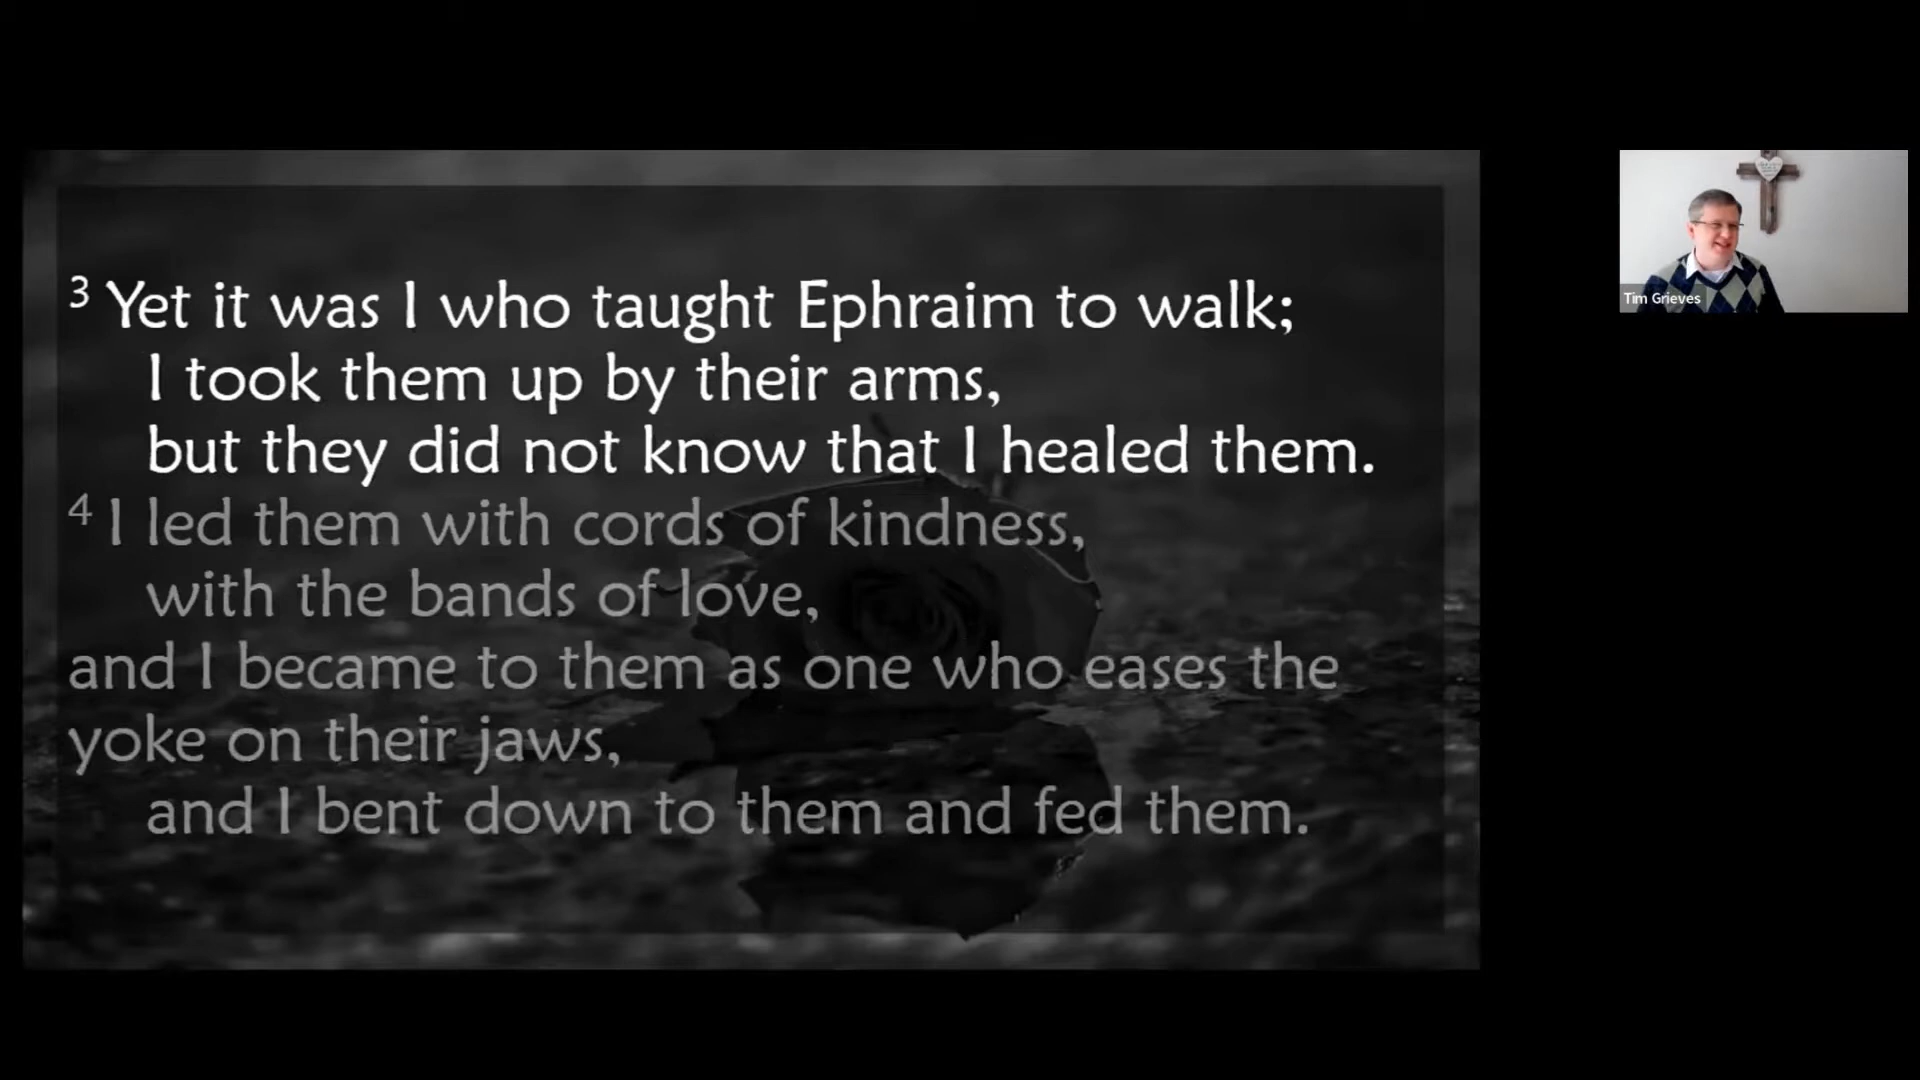 3 Yet it was I who taught Ephraim to walk;
I took them up by their arms,
but they did not know that I healed them.
4 I led them with cords of kindness,
with the bands of love,
and I became to them as one who eases the
yoke on their jaws,
and I bent down to them and fed them.
Tim Grieves